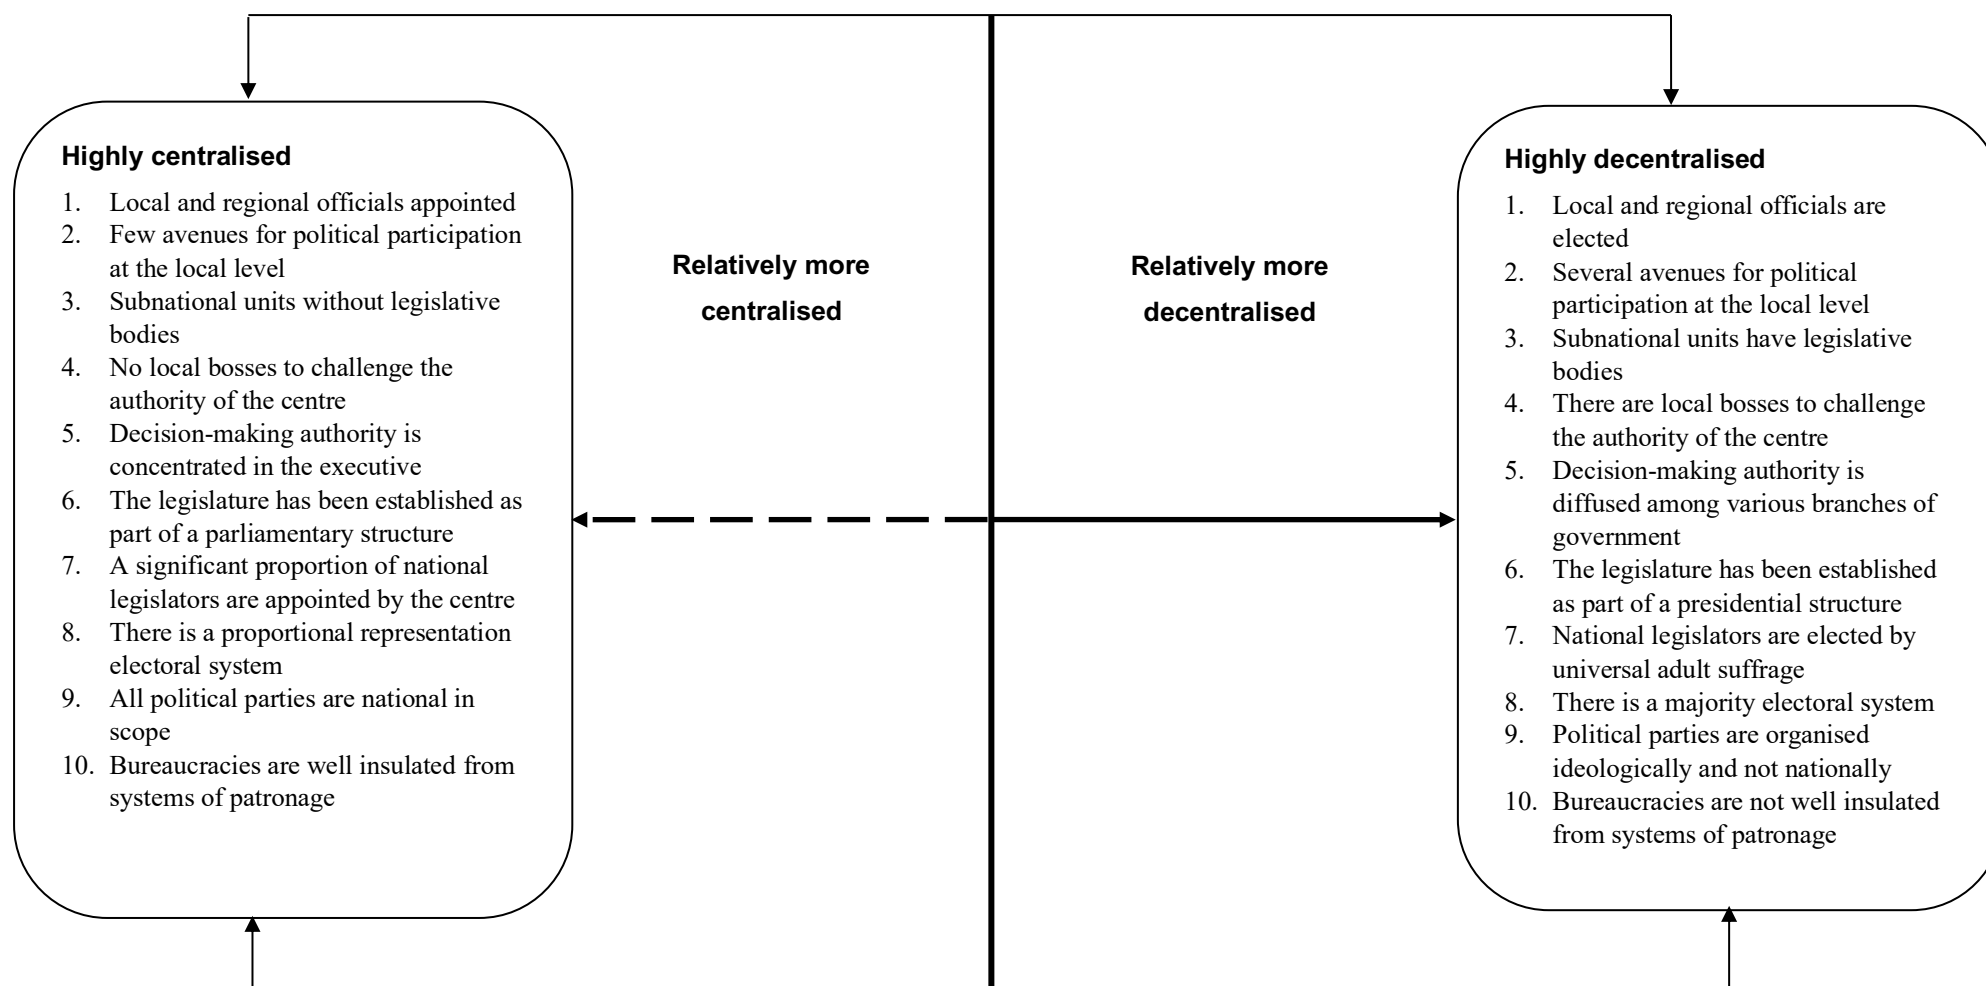 Highly centralised
1. Local and regional officials appointed
2. Few avenues for political participation
at the local level
3. Subnational units without legislative
bodies
4. No local bosses to challenge the
authority of the centre
5. Decision-making authority is
concentrated in the executive
6. The legislature has been established as
part of a parliamentary structure
7. A significant proportion of national
legislators are appointed by the centre
8. There is a proportional representation
electoral system
9. All political parties are national in
scope
10. Bureaucracies are well insulated from
systems of patronage
Relatively more
centralised
Relatively more
decentralised
Highly decentralised
1. Local and regional officials are
elected
2. Several avenues for political
participation at the local level
3. Subnational units have legislative
bodies
4. There are local bosses to challenge
the authority of the centre
5. Decision-making authority is
diffused among various branches of
government
6. The legislature has been established
as part of a presidential structure
7. National legislators are elected by
universal adult suffrage
8. There is a majority electoral system
9. Political parties are organised
ideologically and not nationally
10. Bureaucracies are not well insulated
from systems of patronage